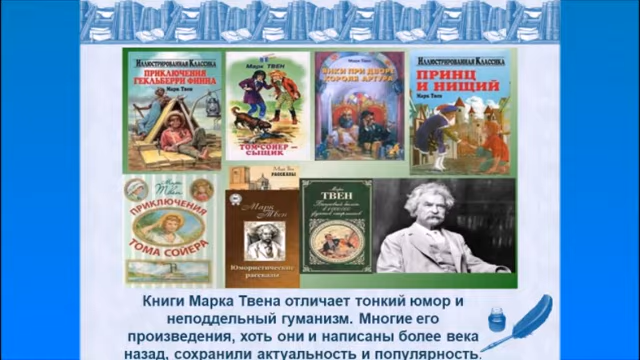 Иллюстрированная Классика
ПРИКЛЮЧЕНИЯ
ГЕКЛЬБЕРРИ ФИННА
Марк Твен
Марк ТВЕН
ТОМ СОЙЕР —
СЫЩИК
ЯНКИ ПРИ ДВОРЕ
КОРОЛЯ АРТУРА
Иллюстрированная Классика
ПРИНЦ
И НИЩИЙ
Марк Твен
Марк
Твен
ПРИКЛЮЧЕНИЯ
ТОМА СОЙЕРА
РАССКАЗЫ
Марк
Твен
Юмористические
рассказы
Марк
ТВЕН
Книги Марка Твена отличает тонкий юмор и
неподдельный гуманизм. Многие его
произведения, хоть они и написаны более века
назад, сохранили актуальность и популярность.